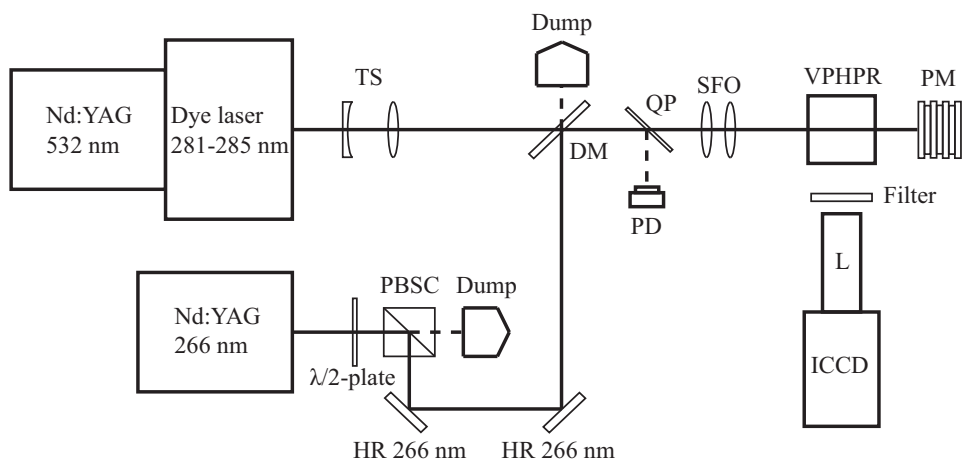 Dump
TS
QP
SFO
VPHPR
PM
Nd:YAG
532 nm
Dye laser
281-285 nm
DM
PD
Filter
L
ICCD
PBSC
Dump
Nd:YAG
266 nm
λ/2-plate
HR 266 nm
HR 266 nm